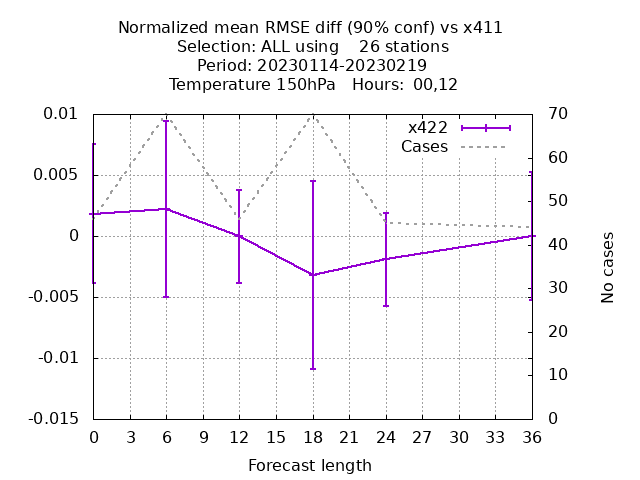 Normalized mean RMSE diff (90% conf) vs x411
Selection: ALL using    26 stations
Period: 20230114-20230219
Temperature 150hPa   Hours:  00,12
x422
Cases
0.01
0.005
0
-0.005
-0.01
-0.015
70
60
50
40
30
20
10
0
No cases
0 3 6 9 12 15 18 21 24 27 30 33 36
Forecast length